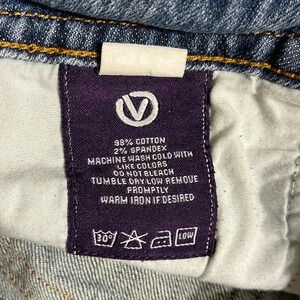 V
98% COTTON
2% SPANDEX
MACHINE WASH COLD WITH
LIKE COLORS
DO NOT BLEACH
TUMBLE DRY LOW REMOVE
PROMPTLY
WARM IRON IF DESIRED
30° LOW